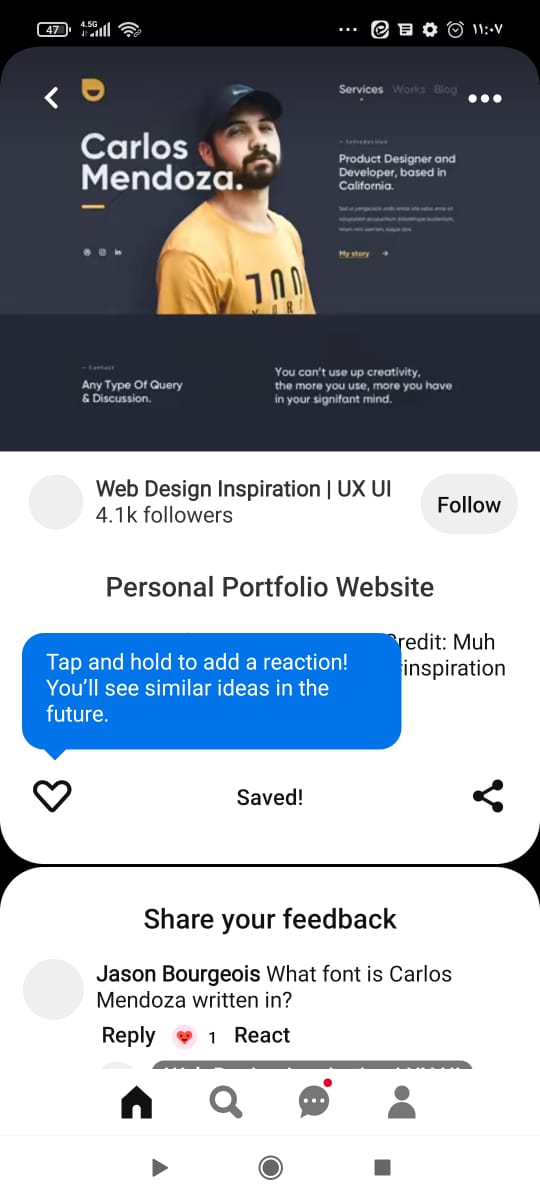 47
4.5G
١١:٠٧
Services Works Blog
Carlos
Mendoza.
– Introduction
Product Designer and
Developer, based in
California.
My story
– Contact
Any Type Of Query
& Discussion.
You can't use up creativity,
the more you use, more you have
in your signifant mind.
Web Design Inspiration | UX UI
4.1k followers
Follow
Personal Portfolio Website
Credit: Muh
inspiration
Tap and hold to add a reaction!
You'll see similar ideas in the
future.
Saved!
Share your feedback
Jason Bourgeois What font is Carlos
Mendoza written in?
Reply 1 React